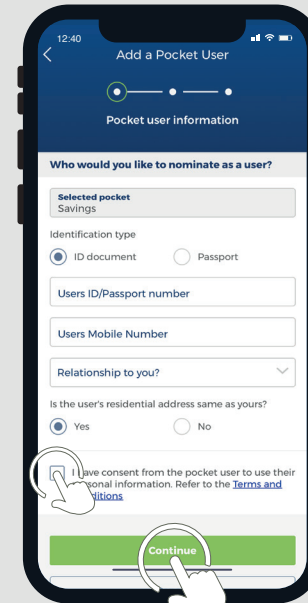 12:40
Add a Pocket User
Pocket user information
Who would you like to nominate as a user?
Selected pocket
Savings
Identification type
ID document
Passport
Users ID/Passport number
Users Mobile Number
Relationship to you?
Is the user's residential address same as yours?
Yes
No
I have consent from the pocket user to use their
personal information. Refer to the Terms and
Conditions
Continue